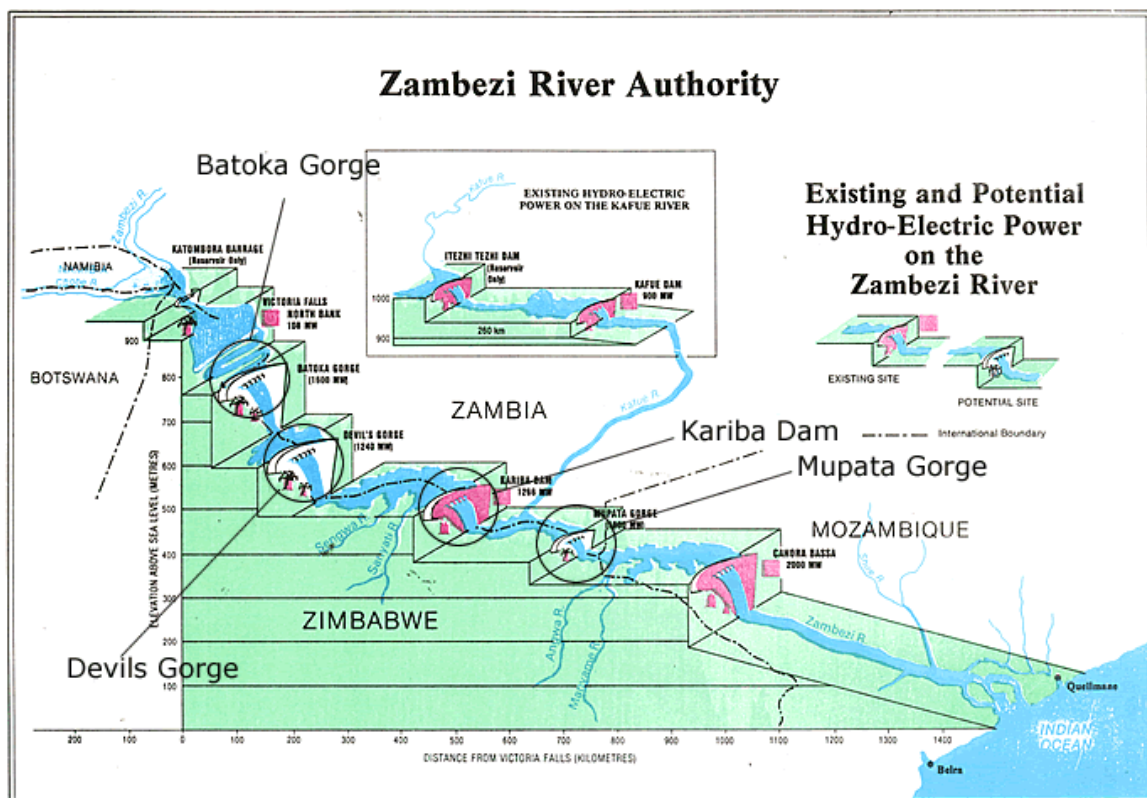 Zambezi River Authority
Batoka Gorge
EXISTING HYDRO-ELECTRIC
POWER ON THE KAFUE RIVER
Kafue R.
Existing and Potential
Hydro-Electric Power
on the
Zambezi River
Zambezi R.
KATOMBORA BARRAGE
(Reservoir Only)
NAMIBIA
ITEZHI TEZHI DAM
(Reservoir
Only)
KAFUE DAM
900 MW
1000
900
260 km
VICTORIA FALLS
NORTH BANK
108 MW
EXISTING SITE
POTENTIAL SITE
International Boundary
BOTSWANA
BATOKA GORGE
(1600 MW)
ZAMBIA
Kafue R.
DEVIL'S GORGE
(1240 MW)
Kariba Dam
Mupata Gorge
KARIBA DAM
1266 MW
MUPATA GORGE
MOZAMBIQUE
CAHORA BASSA
2000 MW
Sengwa R.
Sanyati R.
ZIMBABWE
Angwa R.
Manyame R.
Zambezi R.
Shire R.
Devils Gorge
Quelimane
INDIAN
OCEAN
Beira
ELEVATION ABOVE SEA LEVEL (METRES)
900
800
700
600
500
400
300
200
100
200 100 0 100 200 300 400 500 600 700 800 900 1000 1100 1200 1300 1400
DISTANCE FROM VICTORIA FALLS (KILOMETRES)